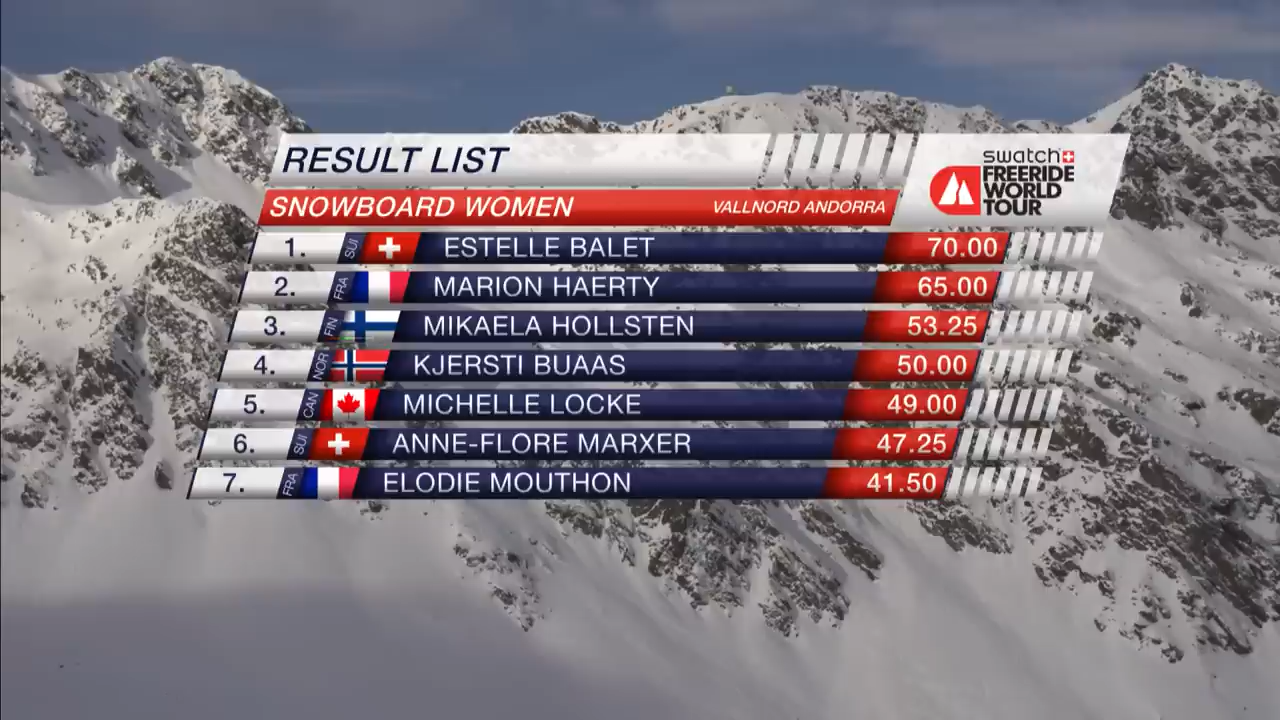 RESULT LIST
swatch
FREERIDE
WORLD
TOUR
SNOWBOARD WOMEN VALLNORD ANDORRA
1. SUI ESTELLE BALET 70.00
2. FRA MARION HAERTY 65.00
3. FIN MIKAELA HOLLSTEN 53.25
4. NOR KJERSTI BUAAS 50.00
5. CAN MICHELLE LOCKE 49.00
6. SUI ANNE-FLORE MARXER 47.25
7. FRA ELODIE MOUTHON 41.50